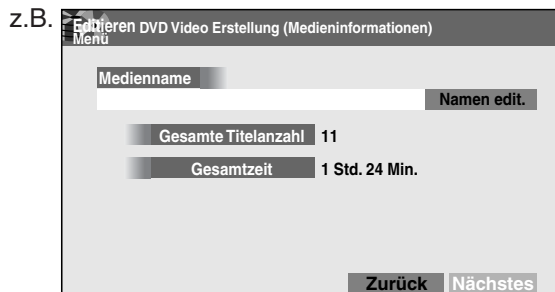 z.B.
Editieren DVD Video Erstellung (Medieninformationen)
Menü
Medienname
Namen edit.
Gesamte Titelanzahl 11
Gesamtzeit 1 Std. 24 Min.
Zurück Nächstes